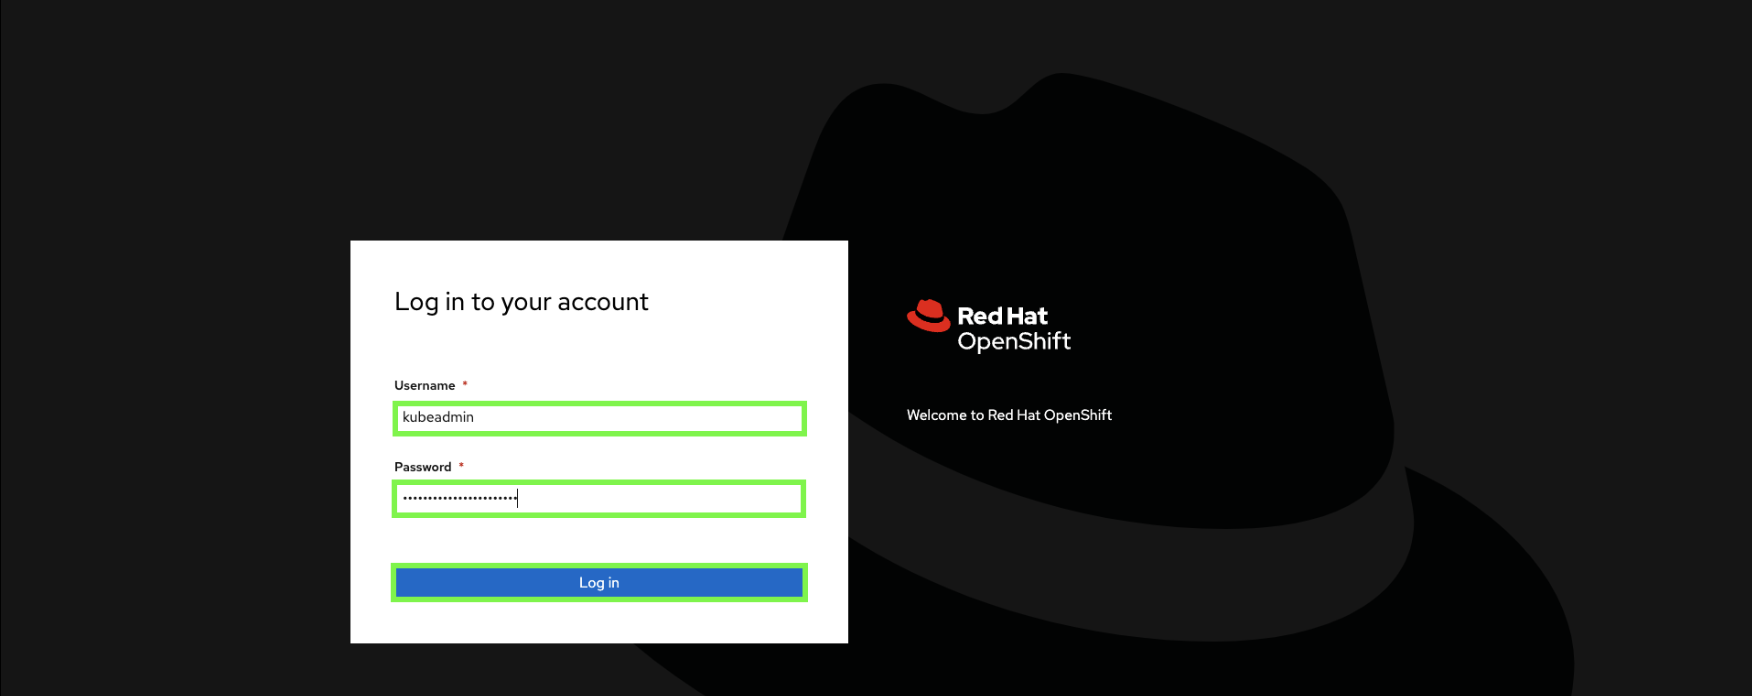 Log in to your account
Username *
kubeadmin
Password *
•••••••••••••••••••••••
Log in
Red Hat
OpenShift
Welcome to Red Hat OpenShift